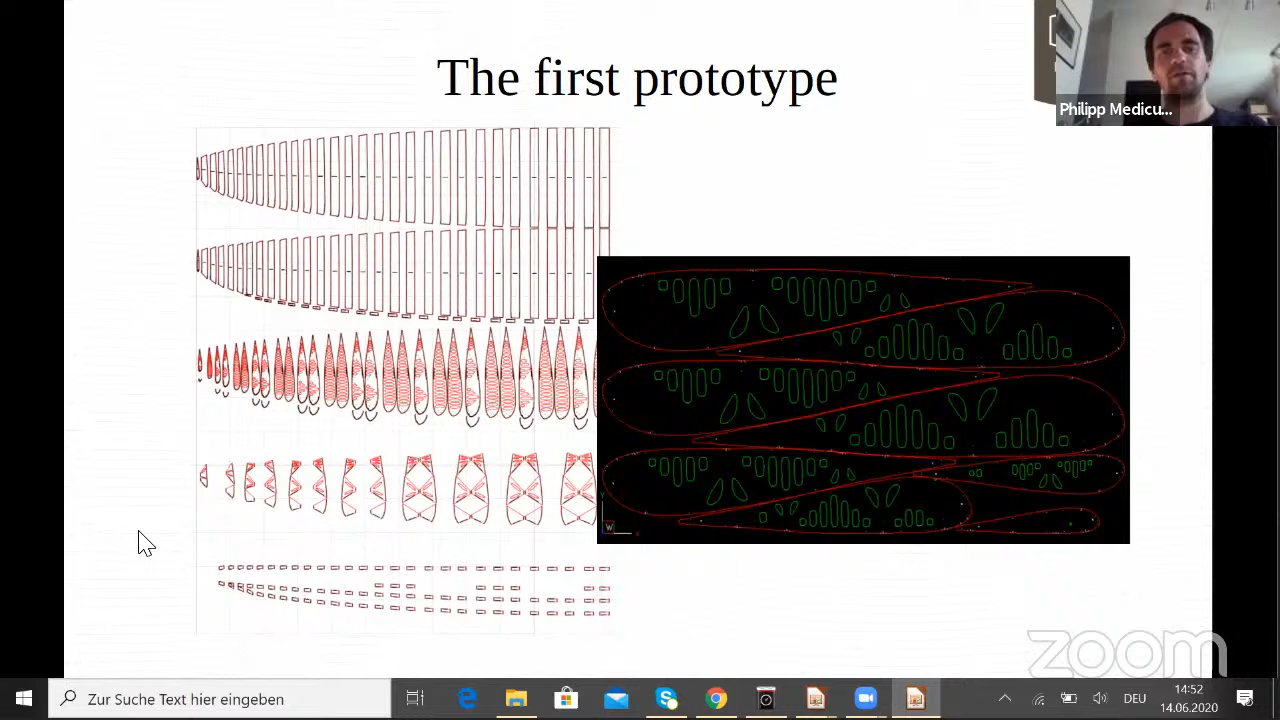 The first prototype
Philipp Medicu...
W
zoom
Zur Suche Text hier eingeben
DEU
14:52
14.06.2020